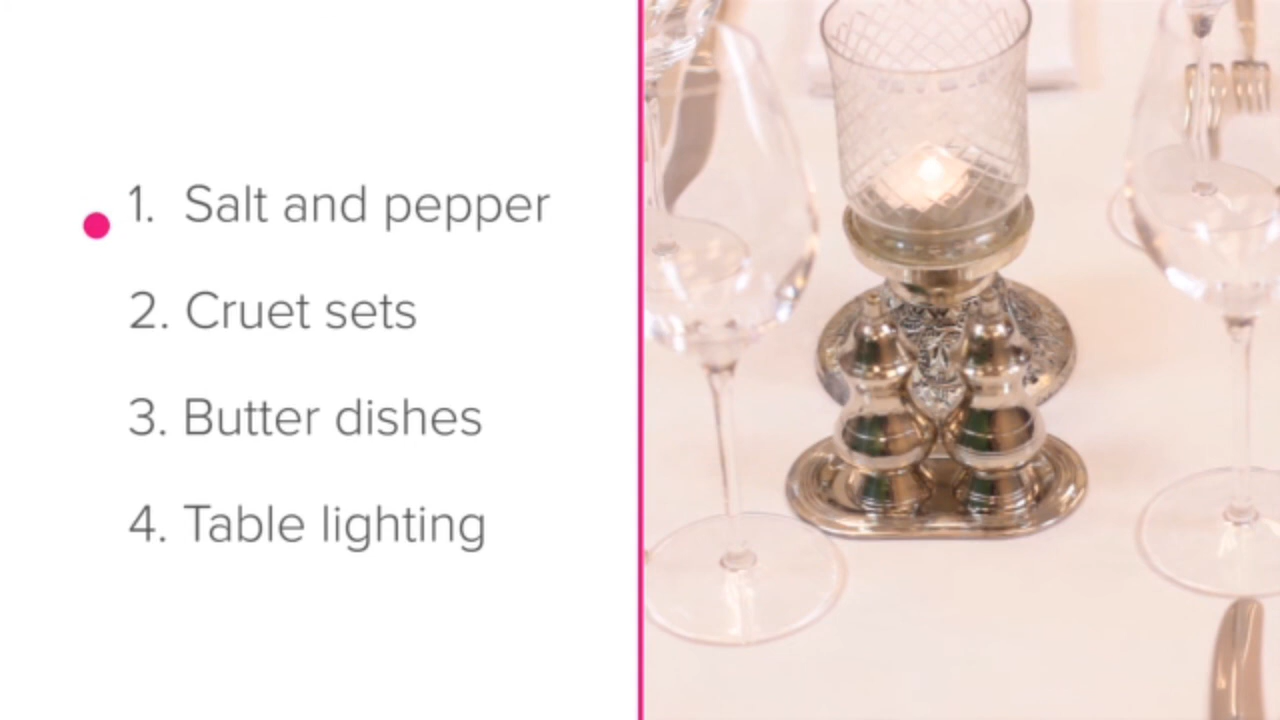 1. Salt and pepper
2. Cruet sets
3. Butter dishes
4. Table lighting